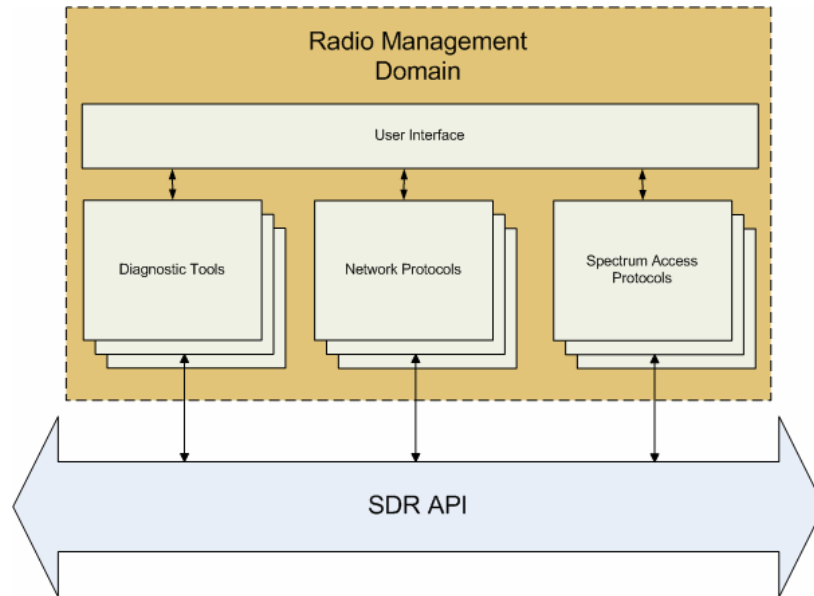 Radio Management
Domain
User Interface
Diagnostic Tools
Network Protocols
Spectrum Access
Protocols
SDR API